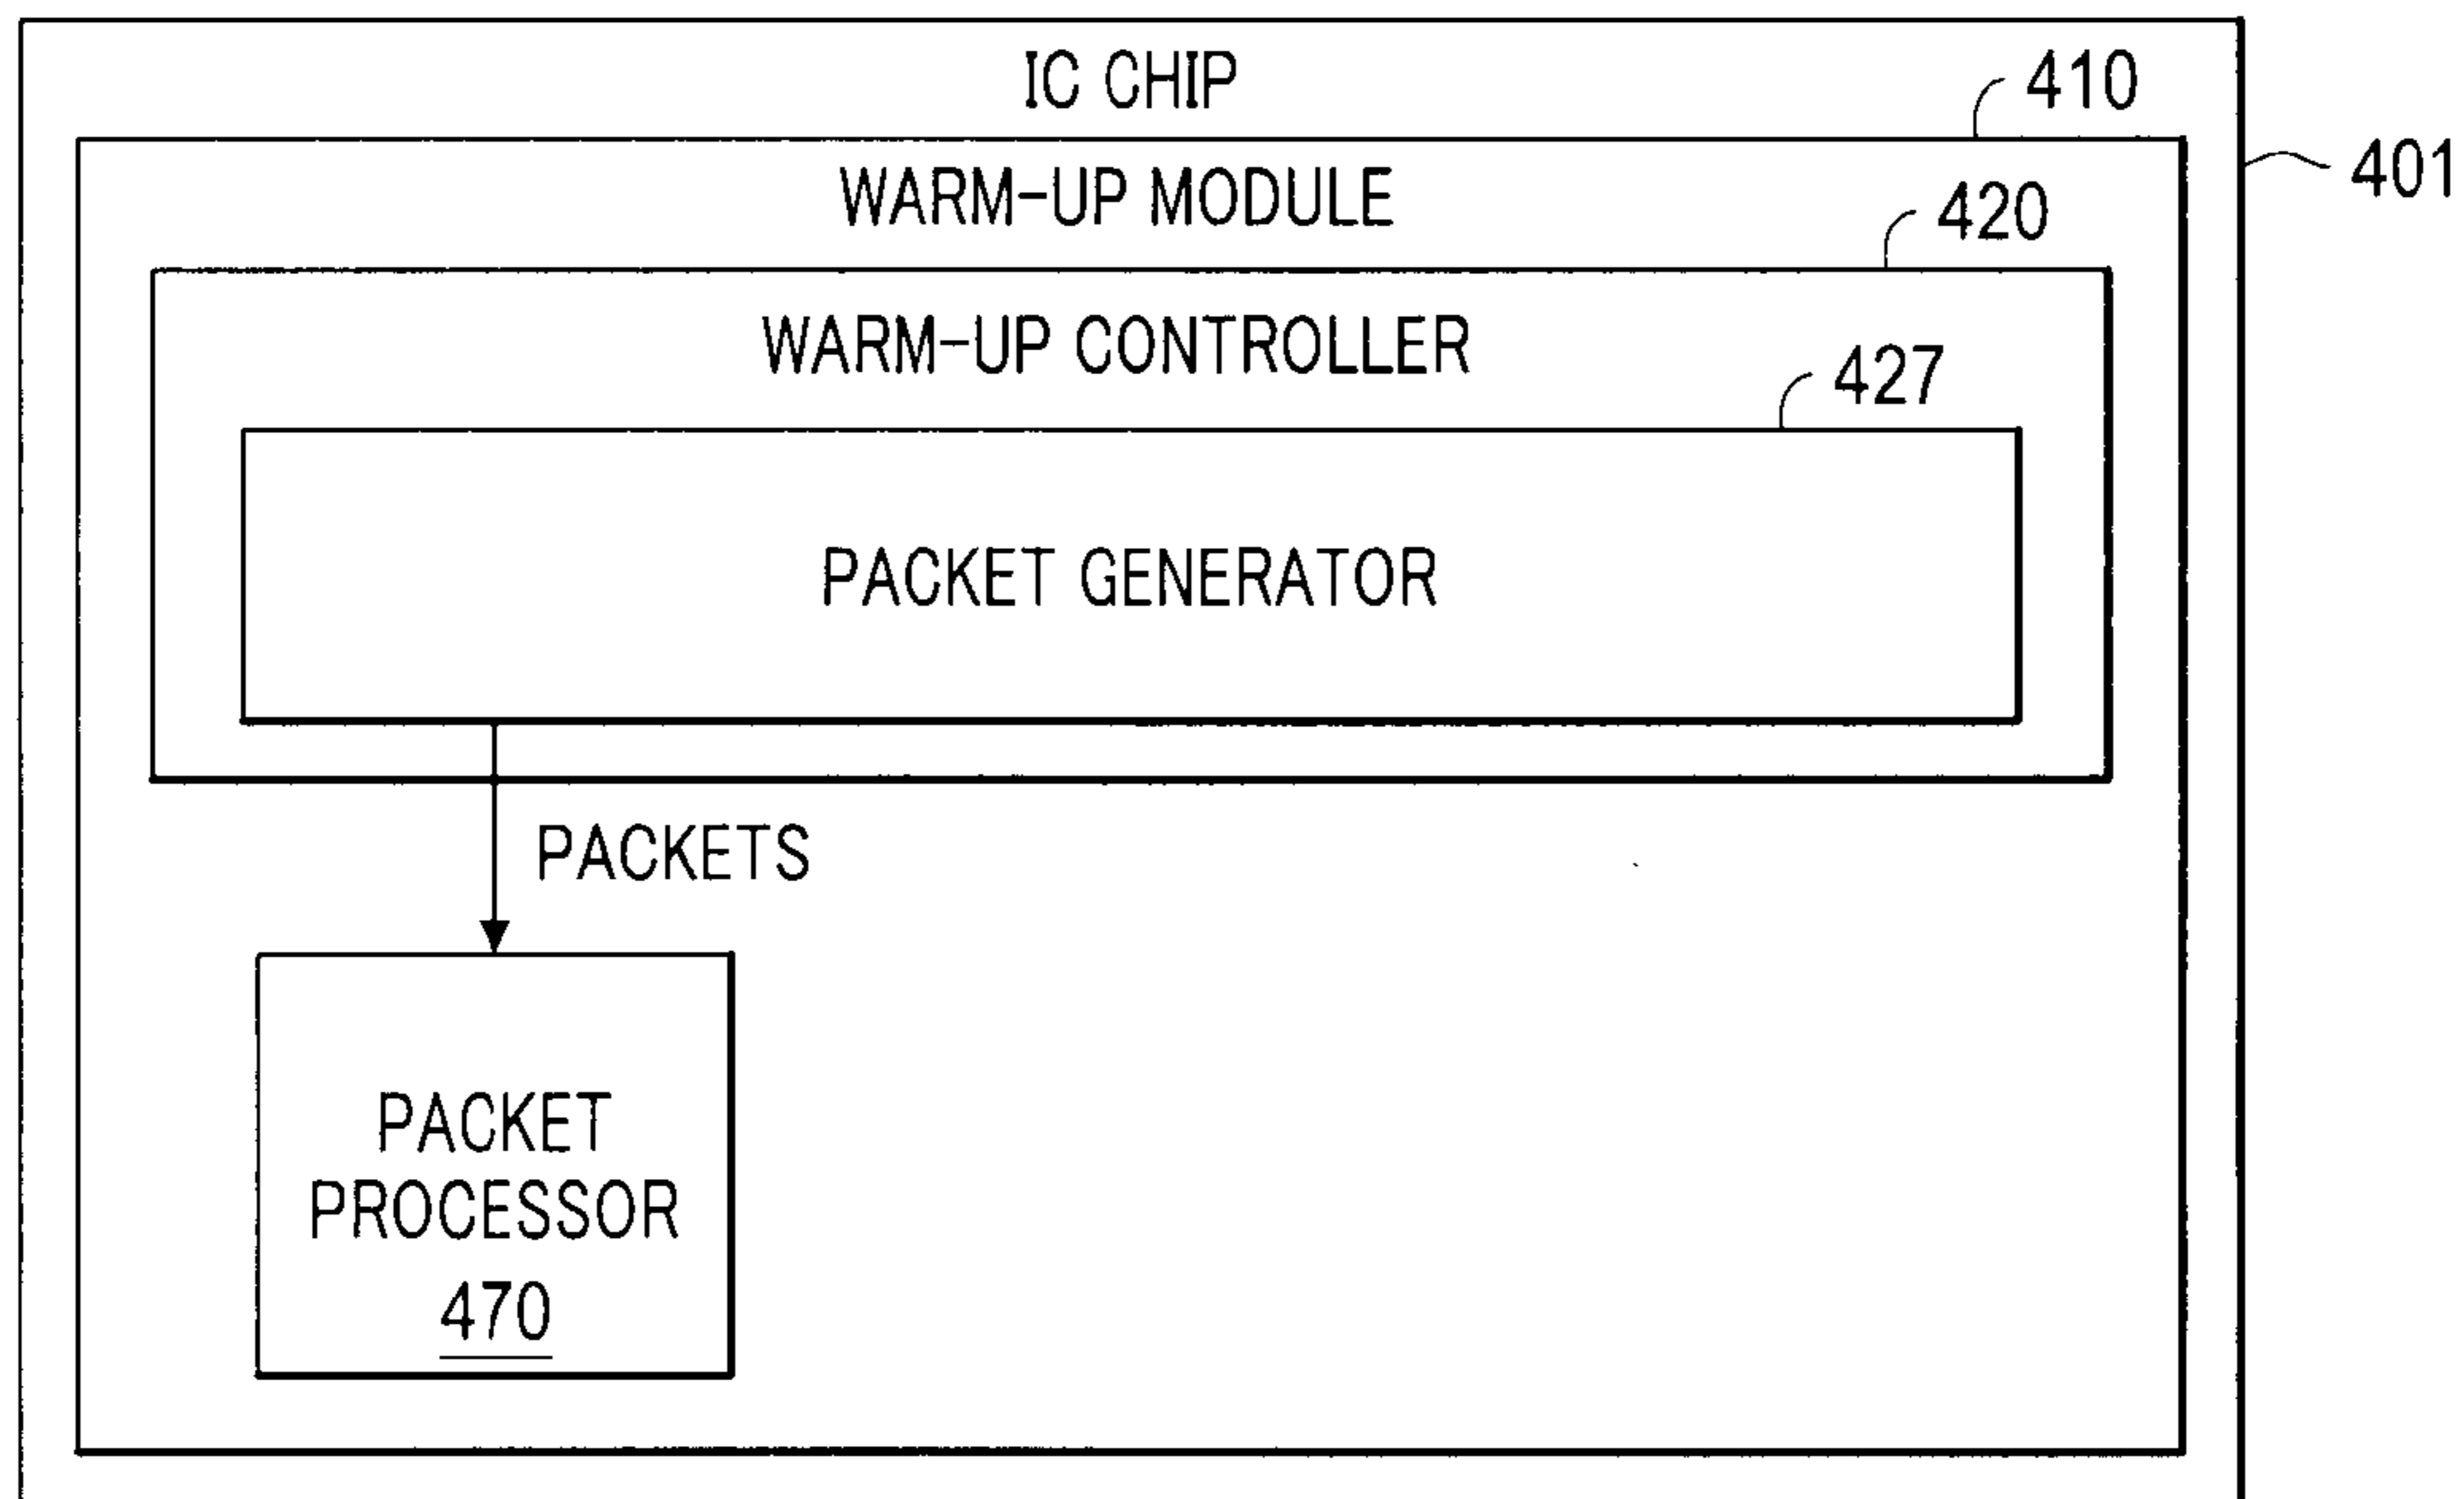 IC CHIP
410
WARM-UP MODULE
401
420
WARM-UP CONTROLLER
427
PACKET GENERATOR
PACKETS
PACKET
PROCESSOR
470